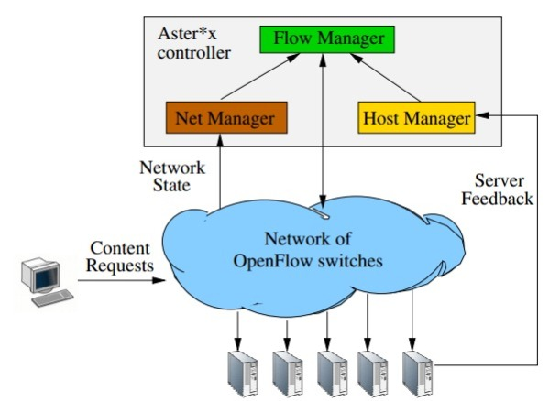 Aster*x
controller
Flow Manager
Net Manager
Host Manager
Network
State
Server
Feedback
Content
Requests
Network of
OpenFlow switches